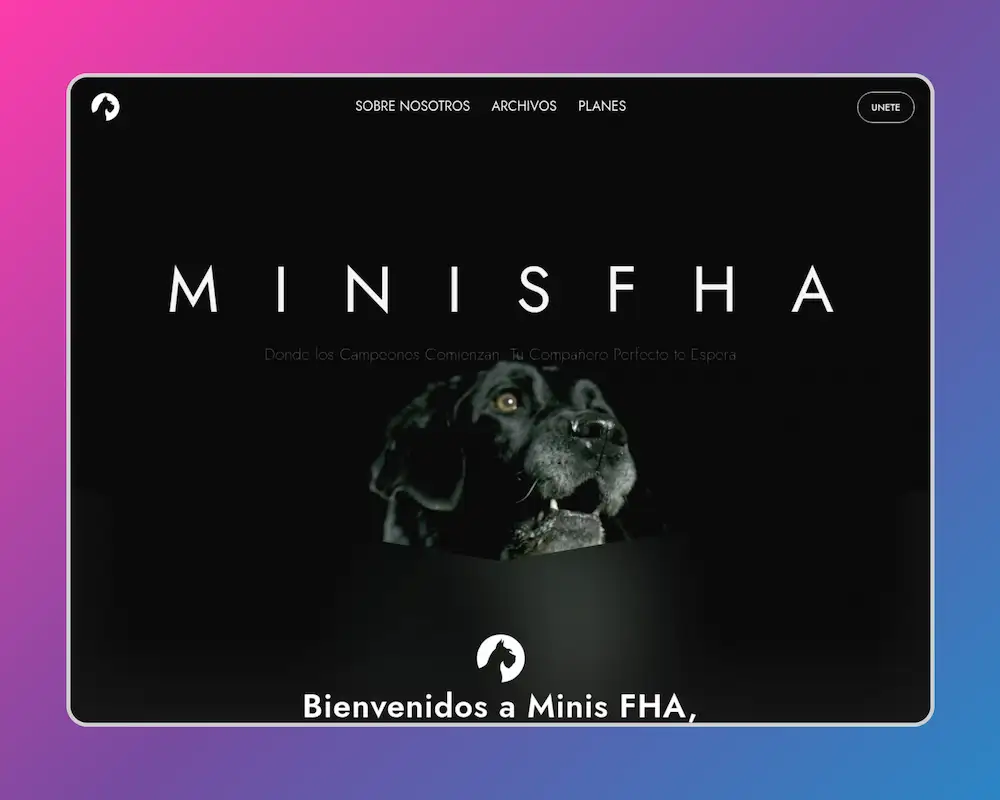 SOBRE NOSOTROS ARCHIVOS PLANES UNETE
MINISFHA
Donde los Campeones Comienzan, Tu Compañero Perfecto te Espera
Bienvenidos a Minis FHA,